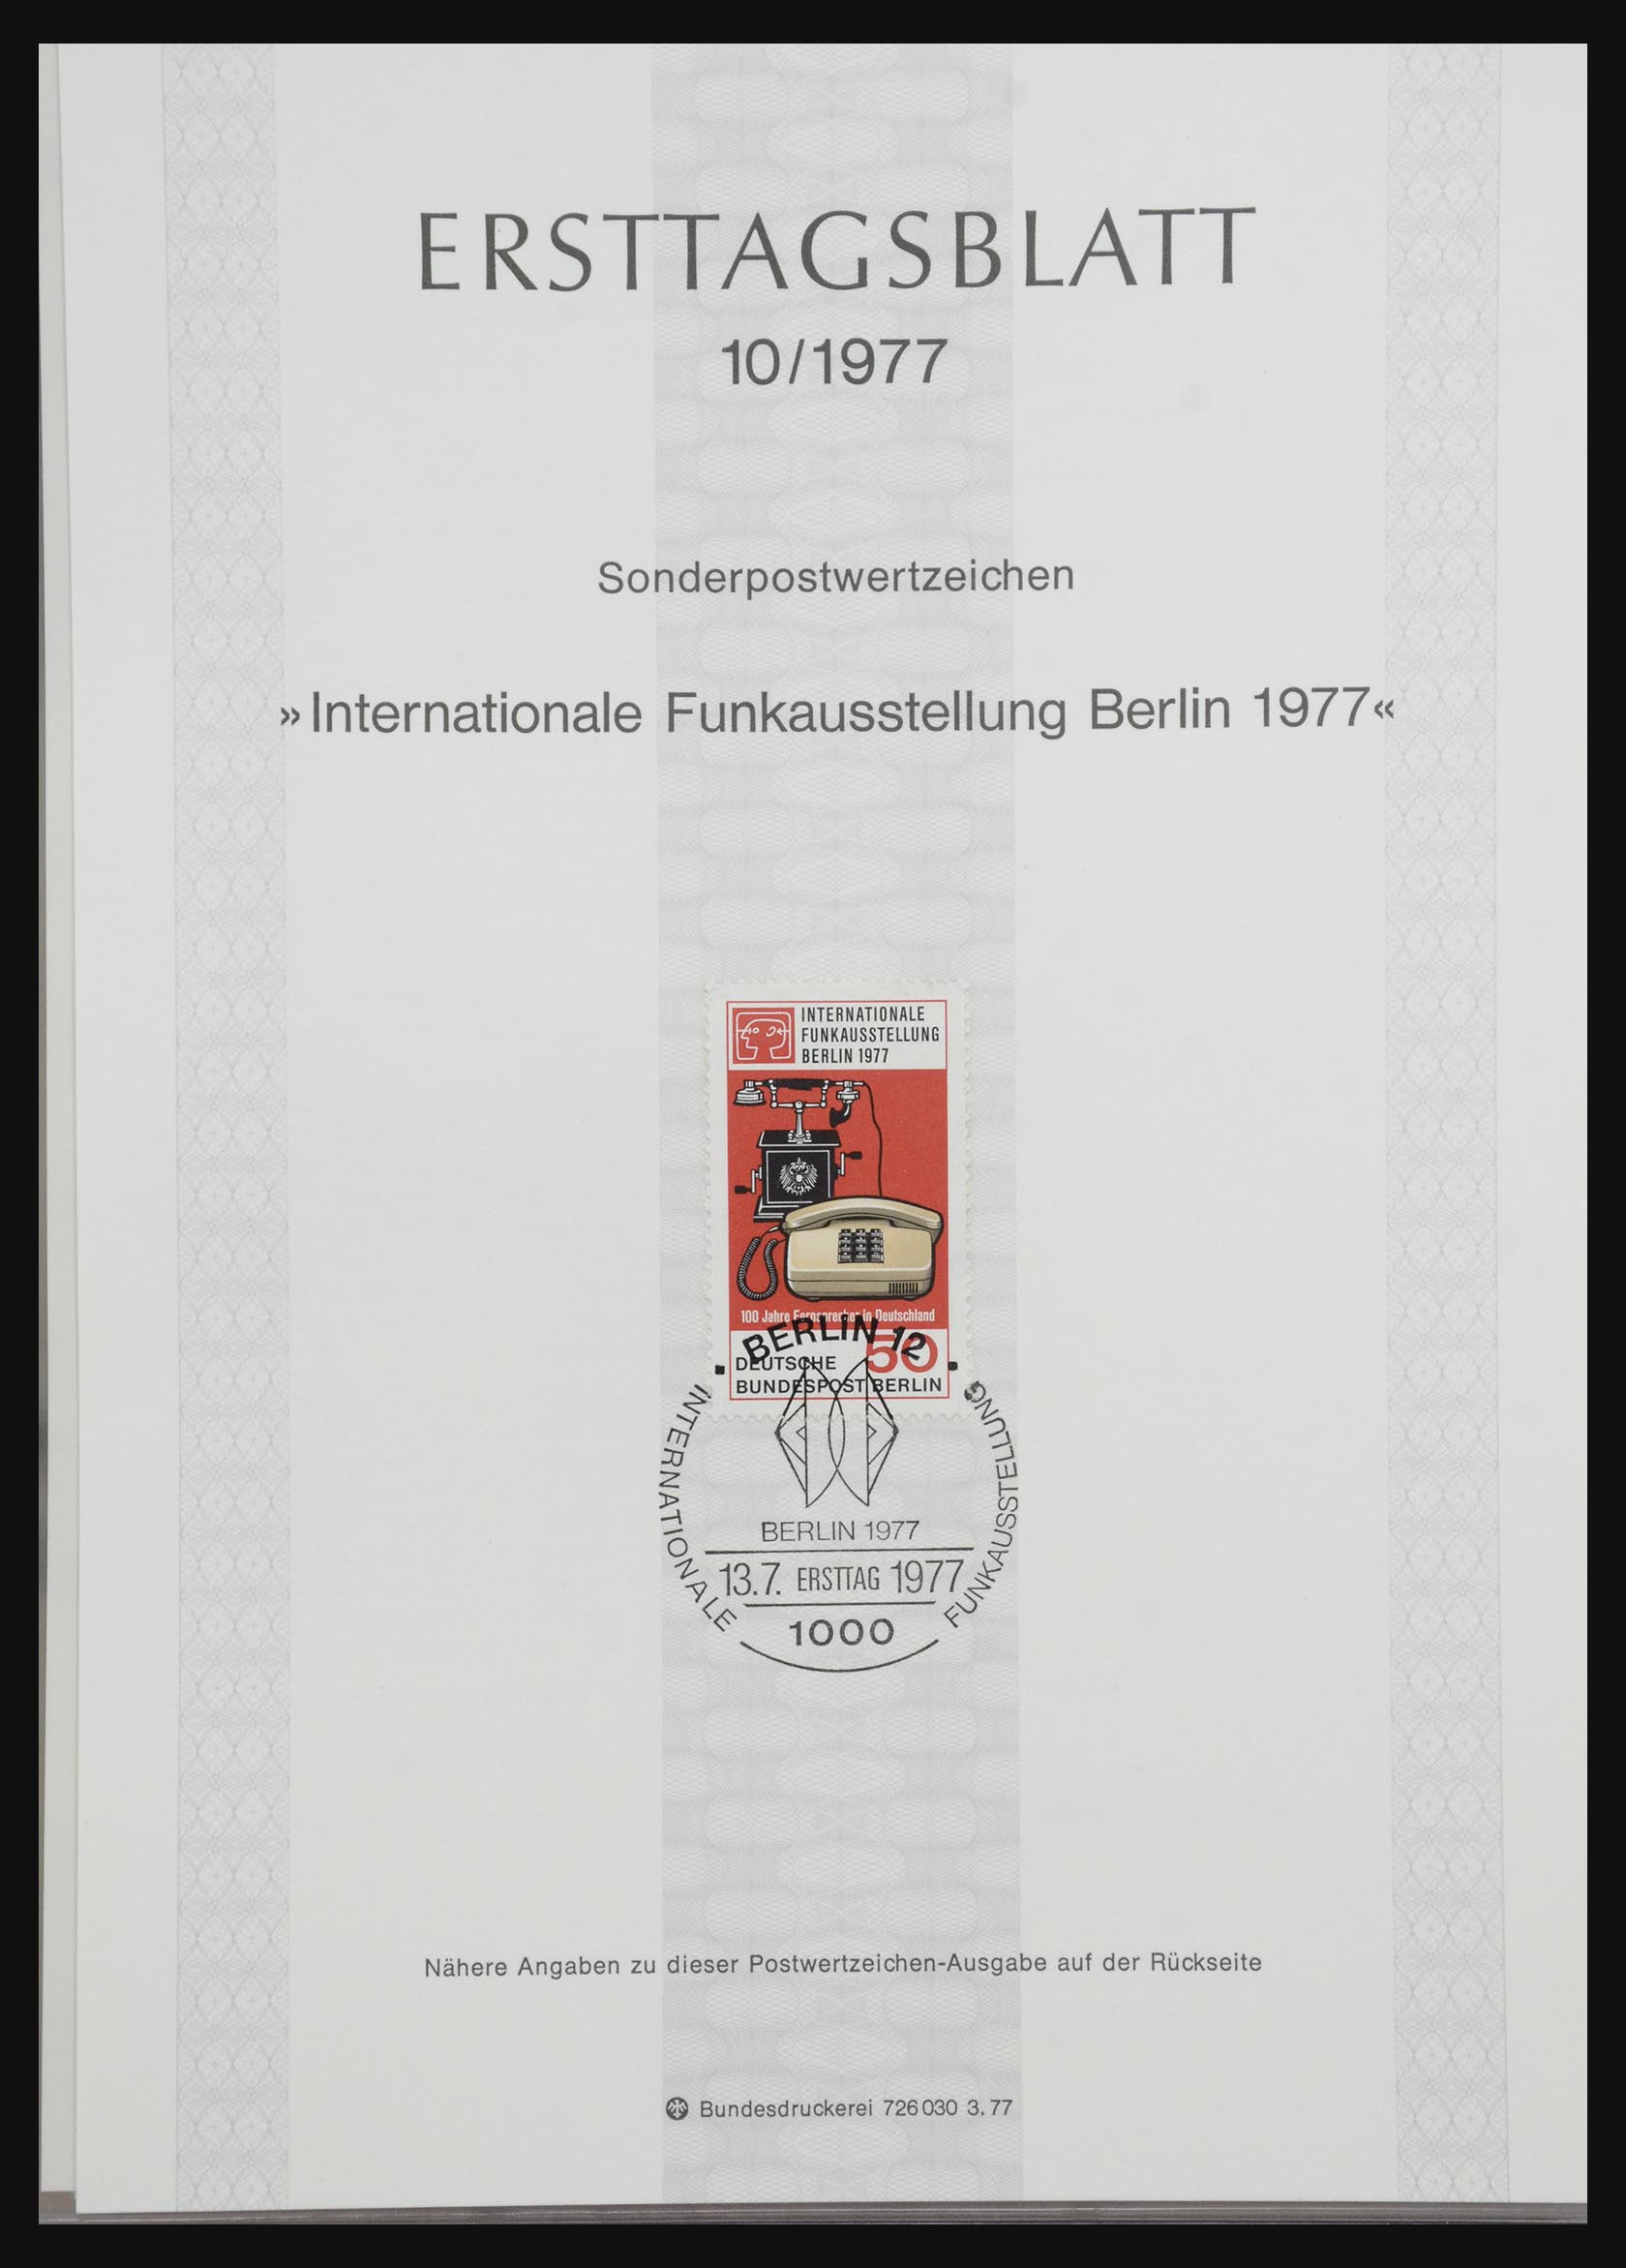 ERSTTAGSBLATT
10/1977
Sonderpostwertzeichen
»Internationale Funkausstellung Berlin 1977«
INTERNATIONALE
FUNKAUSSTELLUNG
BERLIN 1977
100 Jahre Fernsprecher in Deutschland
50
DEUTSCHE
BUNDESPOST BERLIN
BERLIN 12
INTERNATIONALE FUNKAUSSTELLUNG
BERLIN 1977
13.7. ERSTTAG 1977
1000
Nähere Angaben zu dieser Postwertzeichen-Ausgabe auf der Rückseite
Bundesdruckerei 726 030 3. 77